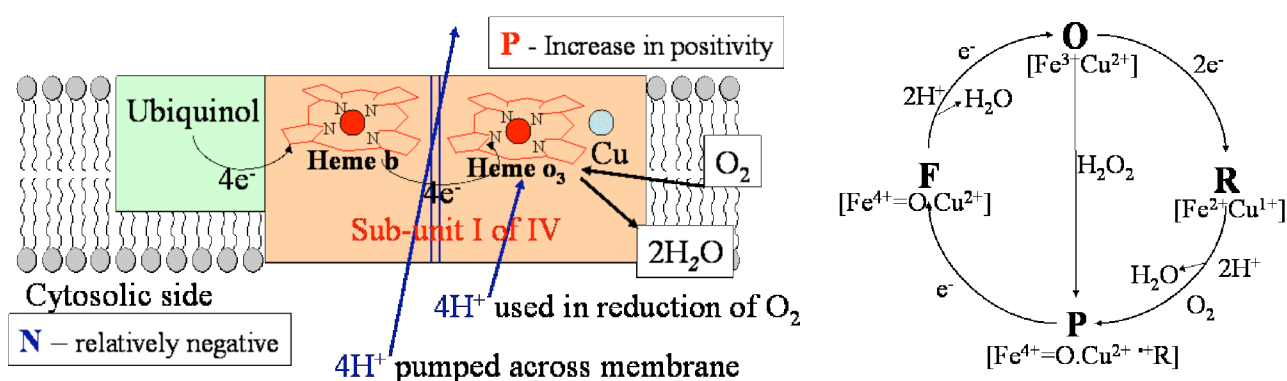 P - Increase in positivity
Ubiquinol
4e-
N N
N N
Heme b
4e-
N N
N N
Heme o3
Cu
O2
Sub-unit I of IV
2H2O
Cytosolic side
4H+ used in reduction of O2
N – relatively negative
4H+ pumped across membrane
O
[Fe3+Cu2+]
e-
2e-
2H+
H2O
H2O2
F
[Fe4+=O.Cu2+]
R
[Fe2+Cu1+]
H2O
2H+
O2
e-
P
[Fe4+=O.Cu2+ •+R]